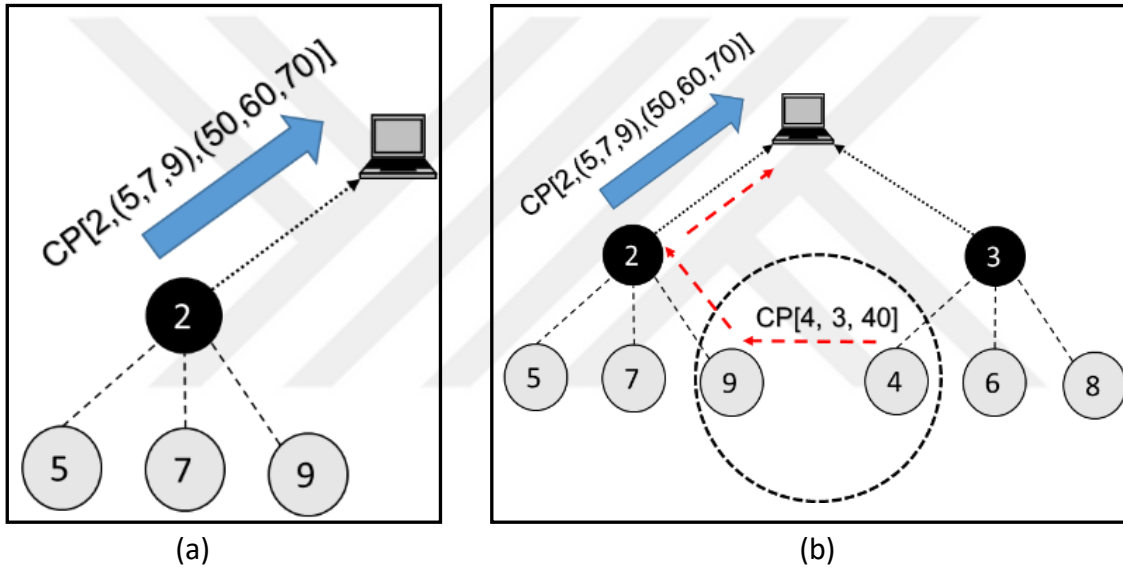 CP[2,(5,7,9),(50,60,70)]
2
5 7 9
(a)
CP[2,(5,7,9),(50,60,70)]
2 3
CP[4, 3, 40]
5 7 9 4 6 8
(b)